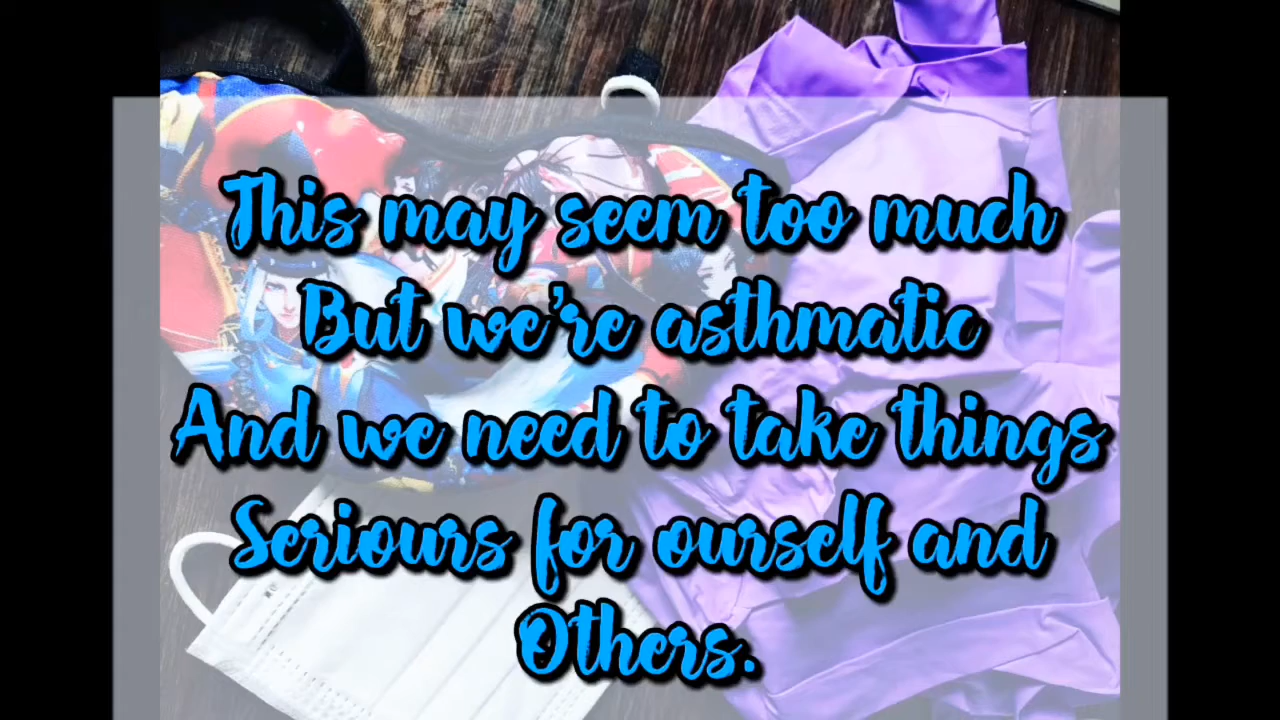 This may seem too much
But we're asthmatic
And we need to take things
Seriours for ourself and
Others.